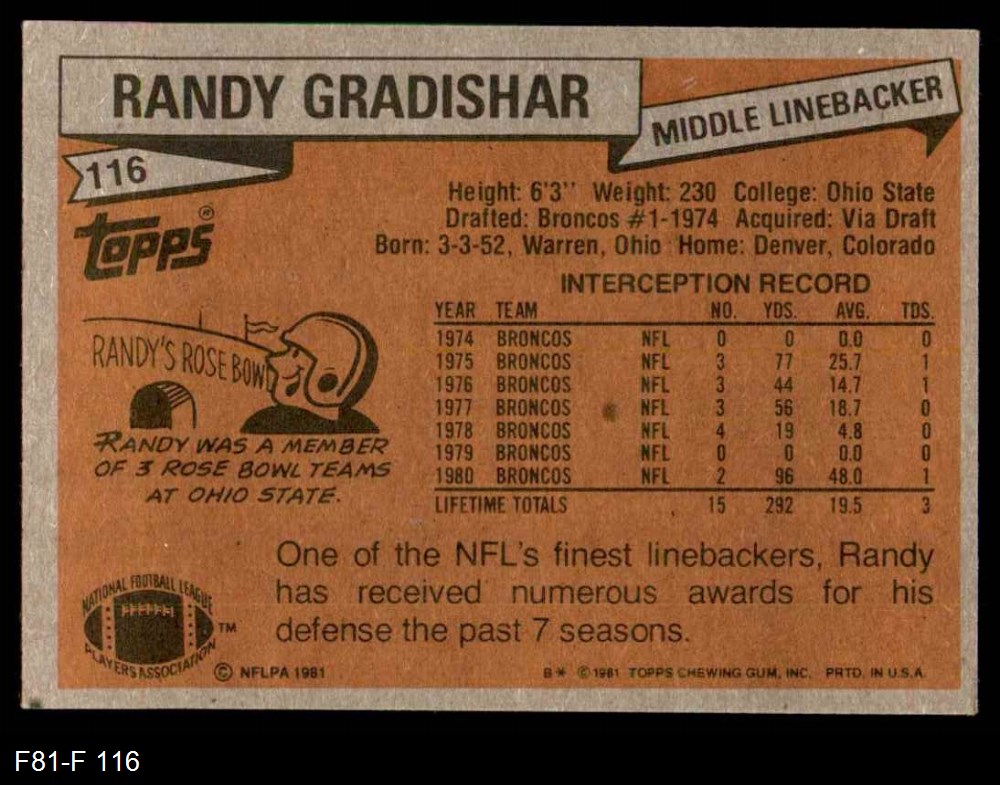 RANDY GRADISHAR
MIDDLE LINEBACKER
116
Topps®
Height: 6'3'' Weight: 230 College: Ohio State
Drafted: Broncos #1-1974 Acquired: Via Draft
Born: 3-3-52, Warren, Ohio Home: Denver, Colorado
INTERCEPTION RECORD
YEAR TEAM NO. YDS. AVG. TDS.
1974 BRONCOS NFL 0 0 0.0 0
1975 BRONCOS NFL 3 77 25.7 1
1976 BRONCOS NFL 3 44 14.7 1
1977 BRONCOS NFL 3 56 18.7 0
1978 BRONCOS NFL 4 19 4.8 0
1979 BRONCOS NFL 0 0 0.0 0
1980 BRONCOS NFL 2 96 48.0 1
LIFETIME TOTALS 15 292 19.5 3
RANDY'S ROSE BOWL
RANDY WAS A MEMBER
OF 3 ROSE BOWL TEAMS
AT OHIO STATE.
One of the NFL's finest linebackers, Randy
has received numerous awards for his
defense the past 7 seasons.
NATIONAL FOOTBALL LEAGUE
PLAYERS ASSOCIATION
TM
© NFLPA 1981
B* © 1981 TOPPS CHEWING GUM, INC. PRTD. IN U.S.A.
F81-F 116